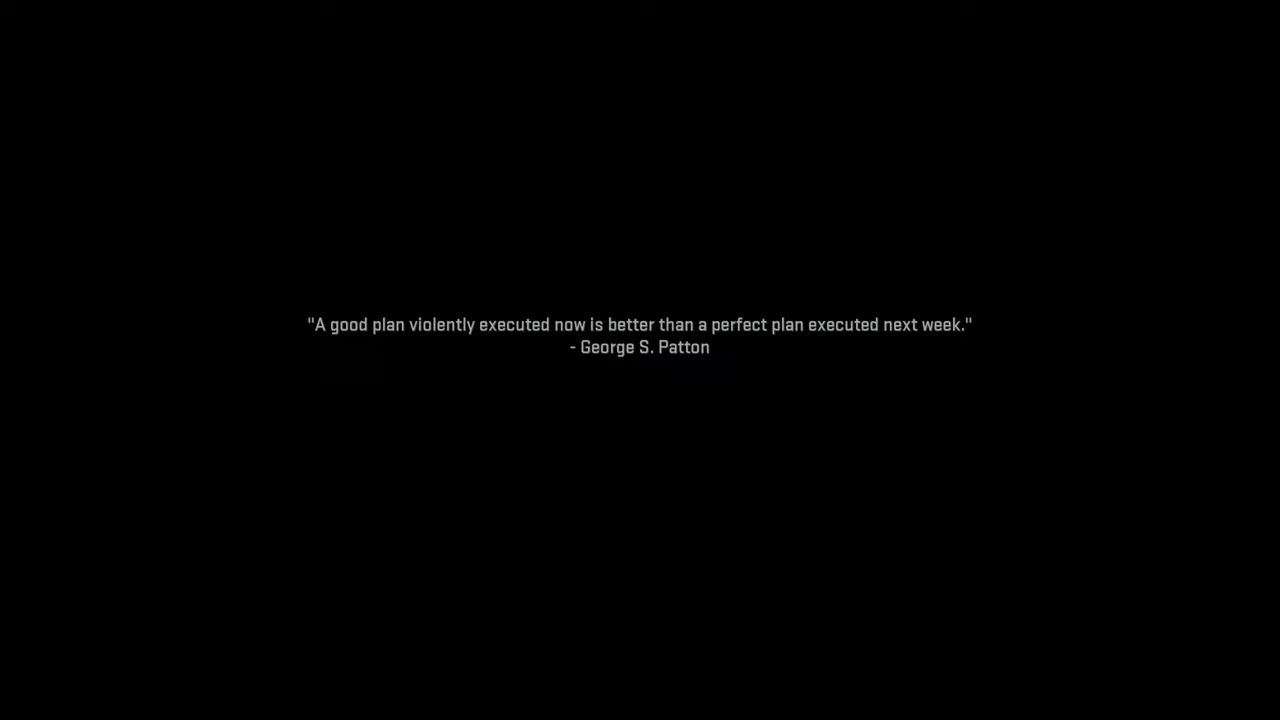 "A good plan violently executed now is better than a perfect plan executed next week."
- George S. Patton